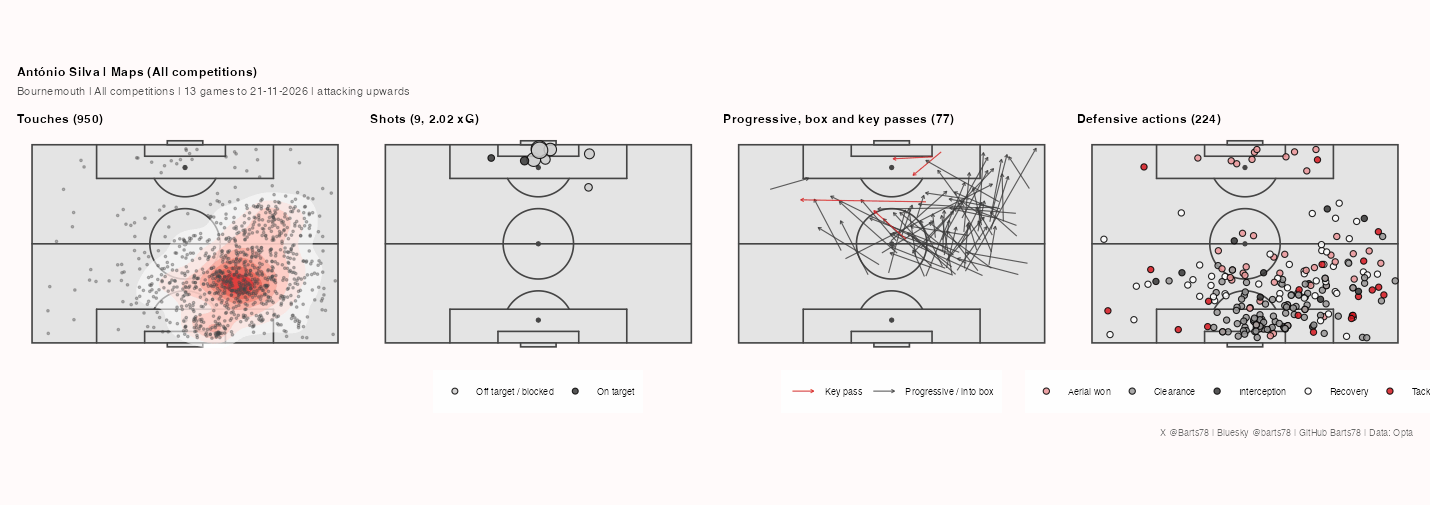 António Silva | Maps (All competitions)
Bournemouth | All competitions | 13 games to 21-11-2026 | attacking upwards
Touches (950)
Shots (9, 2.02 xG)
Progressive, box and key passes (77)
Defensive actions (224)
Off target / blocked
On target
Key pass
Progressive / into box
Aerial won
Clearance
Interception
Recovery
Tack
X @Barts78 | Bluesky @barts78 | GitHub Barts78 | Data: Opta